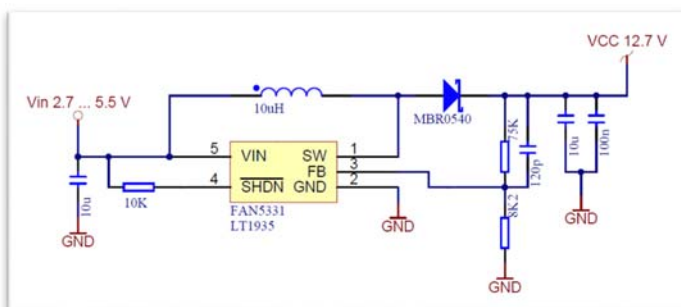 VCC 12.7 V
Vin 2.7 ... 5.5 V
10uH
MBR0540
75K
120p
10u
100n
5 VIN SW 1
FB 3
4 SHDN GND 2
10u
10K
FAN5331
LT1935
8K2
GND
GND
GND
GND